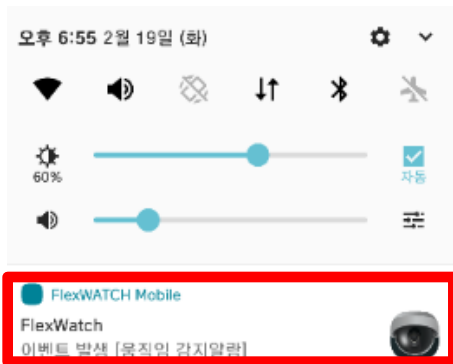 오후 6:55 2월 19일 (화)
60%
자동
FlexWATCH Mobile
FlexWatch
이벤트 발생 [움직임 감지알람]